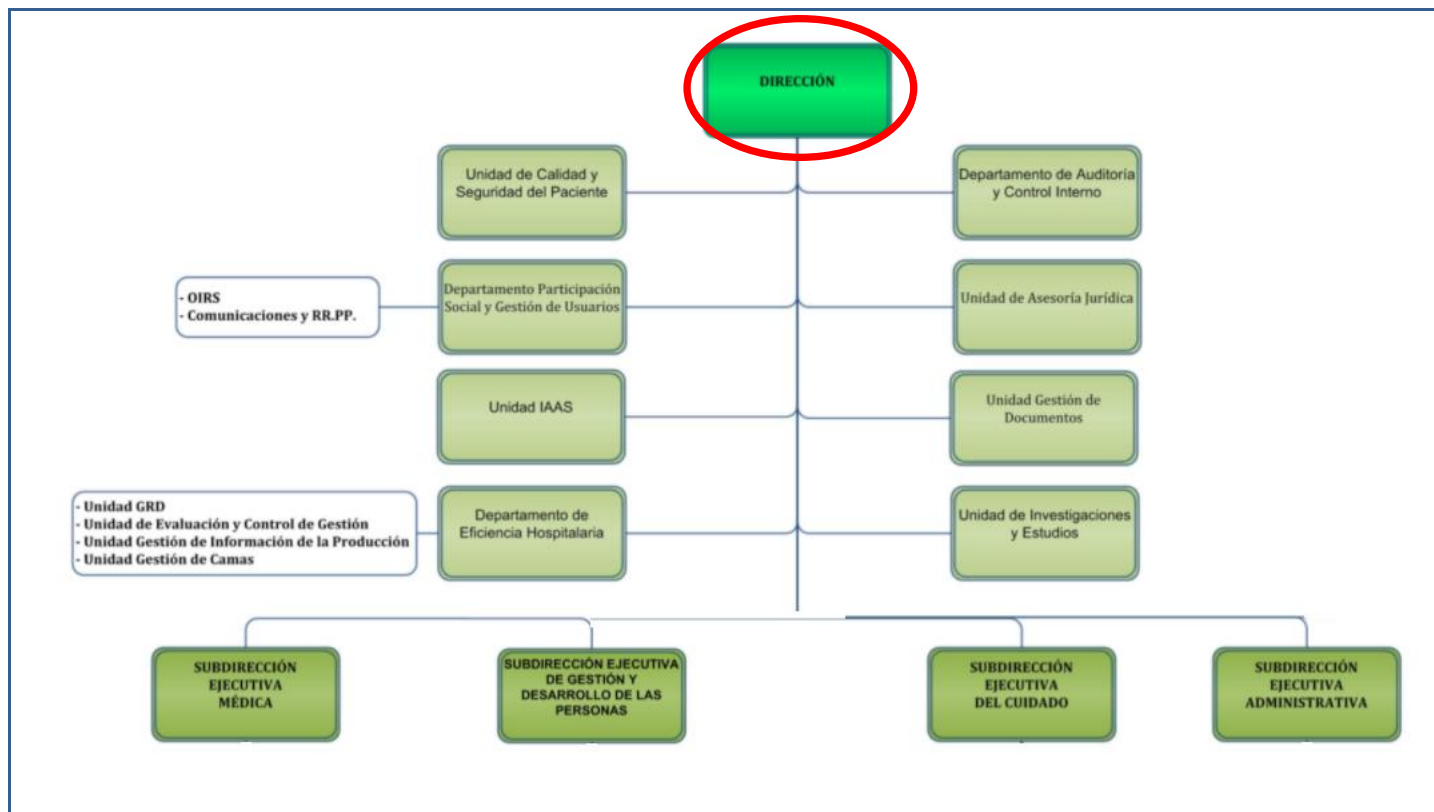 DIRECCIÓN
Unidad de Calidad y
Seguridad del Paciente
Departamento de Auditoría
y Control Interno
- OIRS
- Comunicaciones y RR.PP.
Departamento Participación
Social y Gestión de Usuarios
Unidad de Asesoría Jurídica
Unidad IAAS
Unidad Gestión de
Documentos
- Unidad GRD
- Unidad de Evaluación y Control de Gestión
- Unidad Gestión de Información de la Producción
- Unidad Gestión de Camas
Departamento de
Eficiencia Hospitalaria
Unidad de Investigaciones
y Estudios
SUBDIRECCIÓN
EJECUTIVA
MÉDICA
SUBDIRECCIÓN EJECUTIVA
DE GESTIÓN Y
DESARROLLO DE LAS
PERSONAS
SUBDIRECCIÓN
EJECUTIVA
DEL CUIDADO
SUBDIRECCIÓN
EJECUTIVA
ADMINISTRATIVA